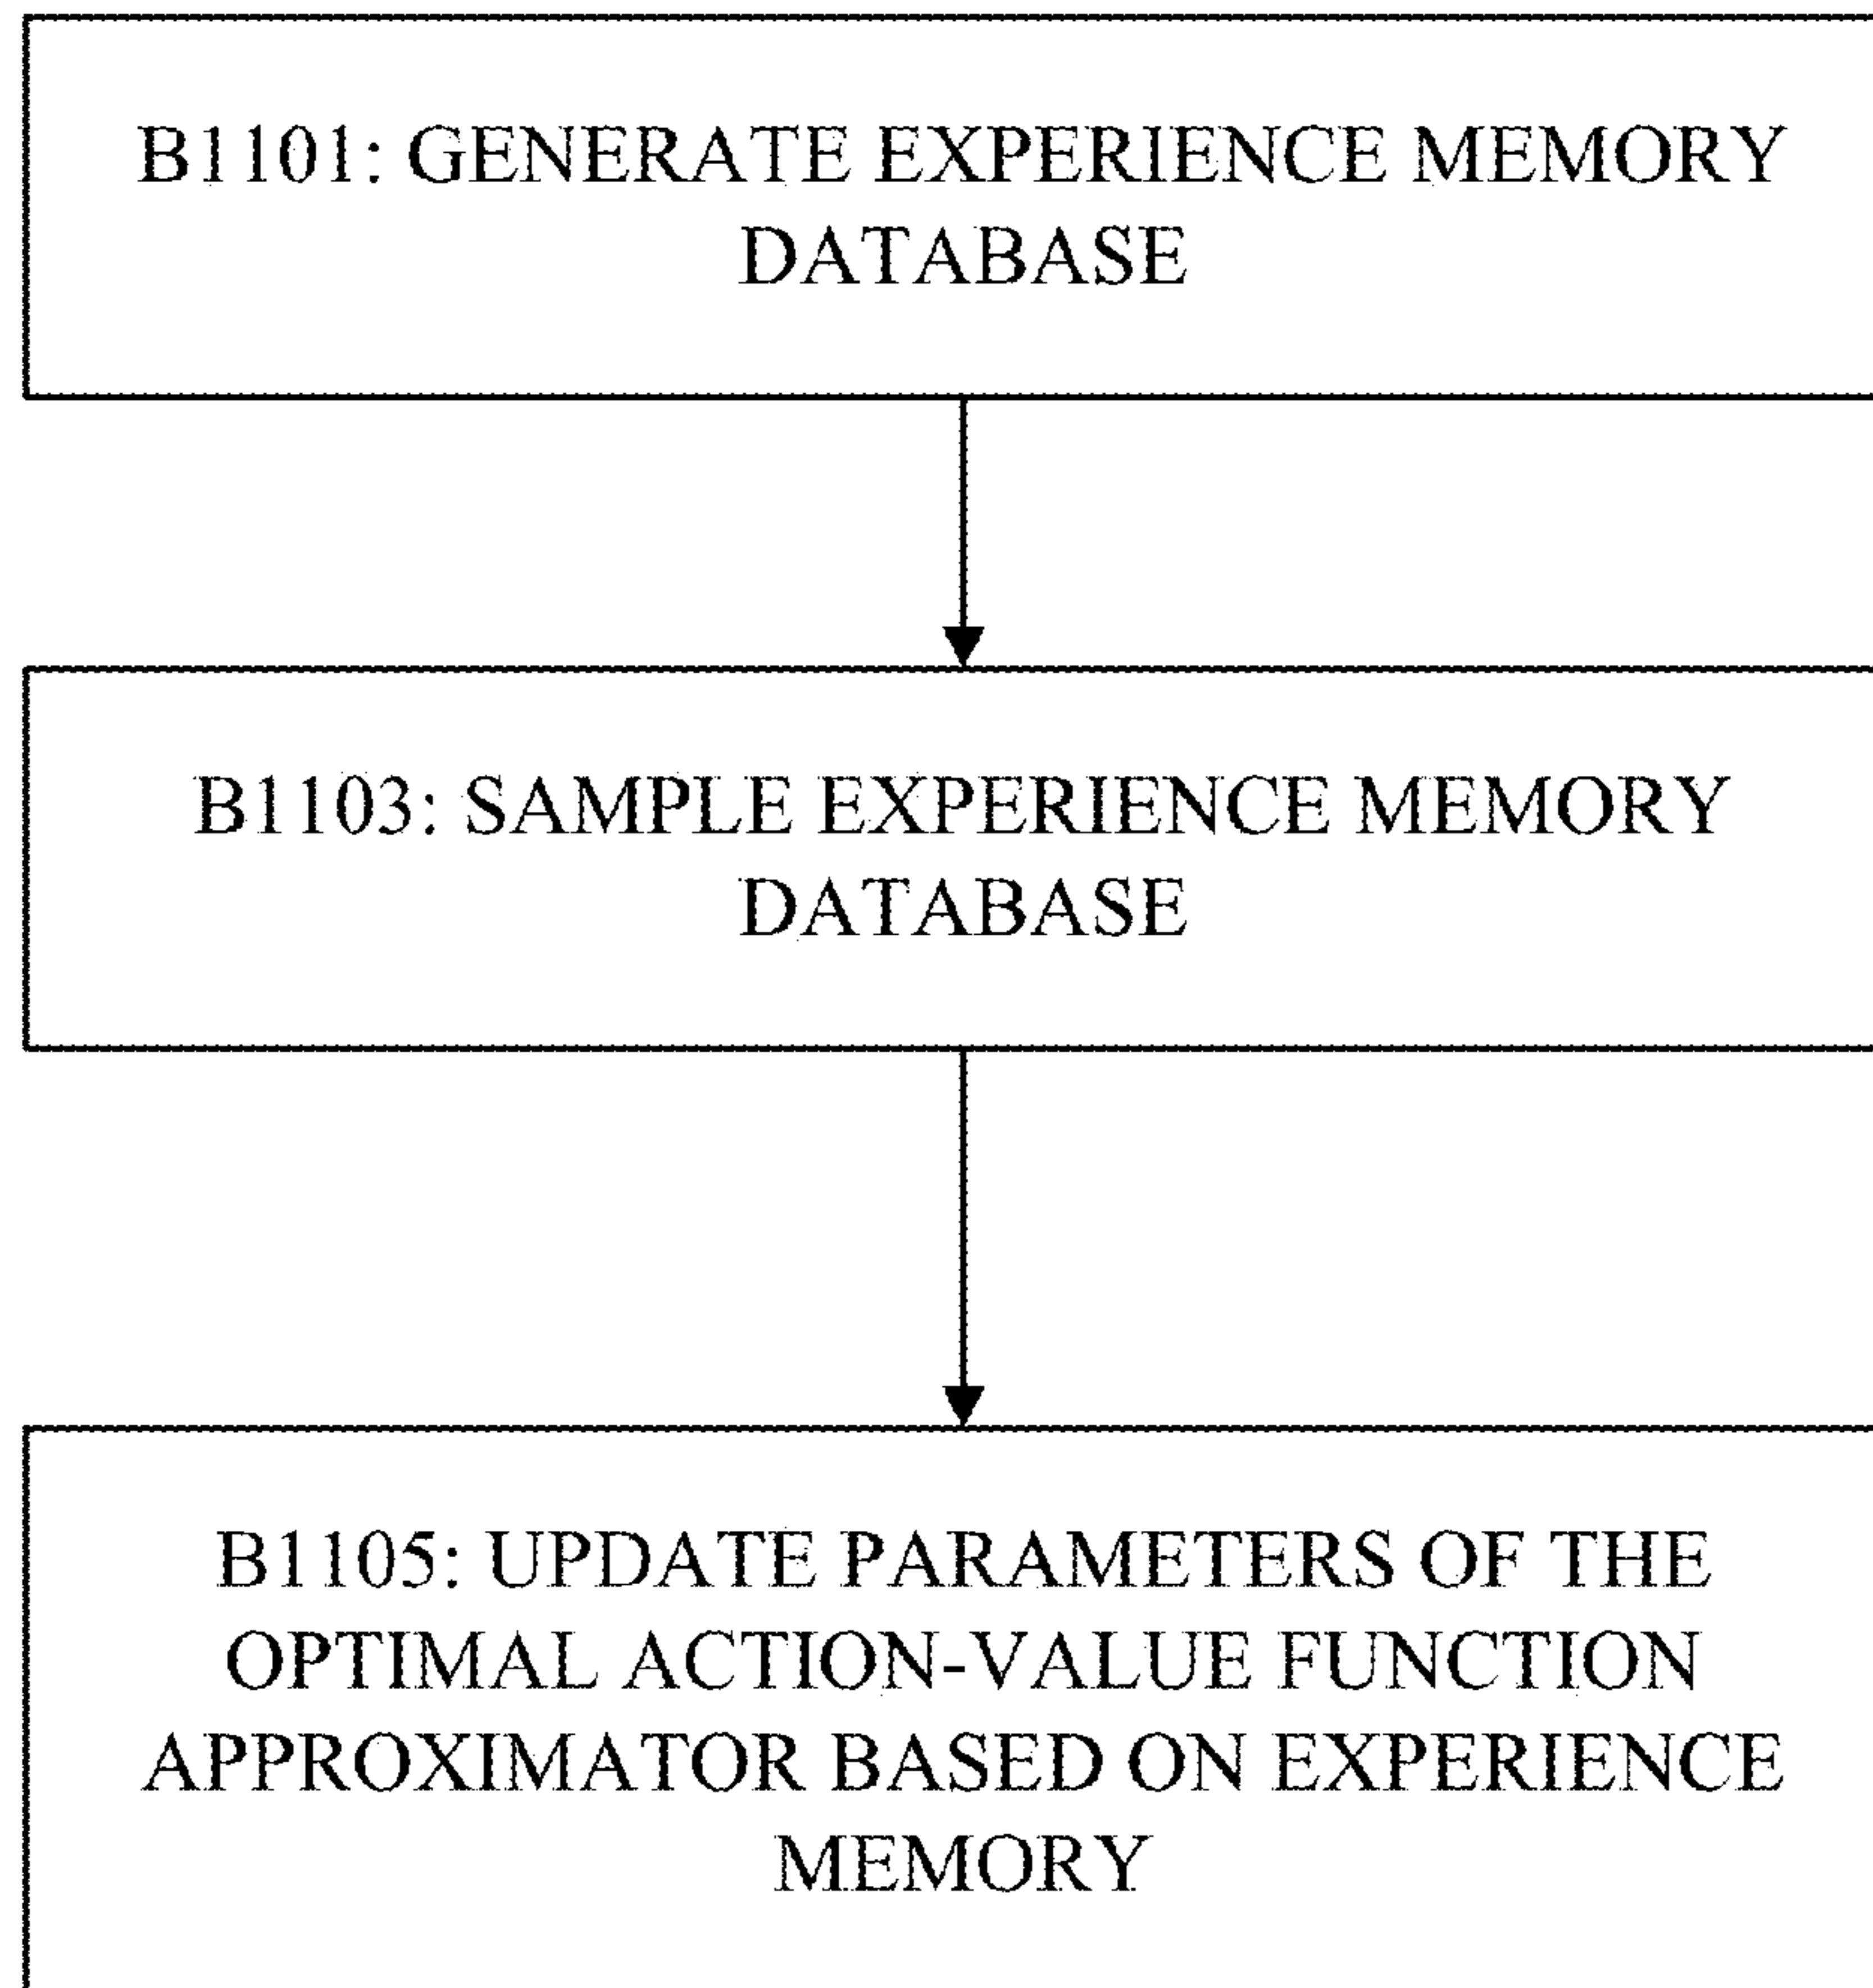 B1101: GENERATE EXPERIENCE MEMORY
DATABASE
B1103: SAMPLE EXPERIENCE MEMORY
DATABASE
B1105: UPDATE PARAMETERS OF THE
OPTIMAL ACTION-VALUE FUNCTION
APPROXIMATOR BASED ON EXPERIENCE
MEMORY